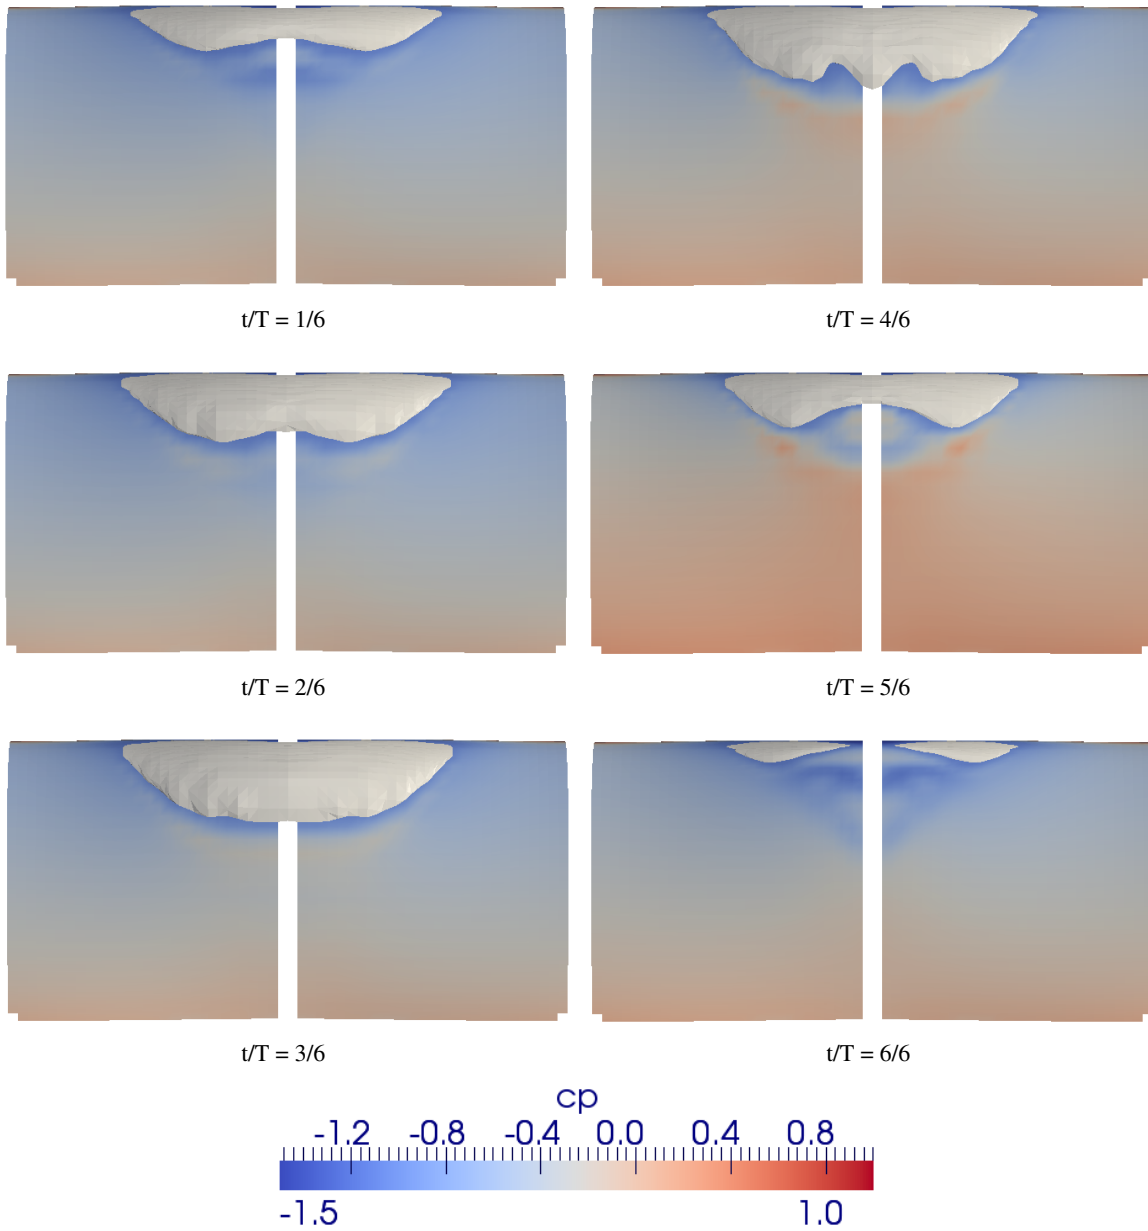 t/T = 1/6
t/T = 4/6
t/T = 2/6
t/T = 5/6
t/T = 3/6
t/T = 6/6
cp
-1.2 -0.8 -0.4 0.0 0.4 0.8
-1.5 1.0